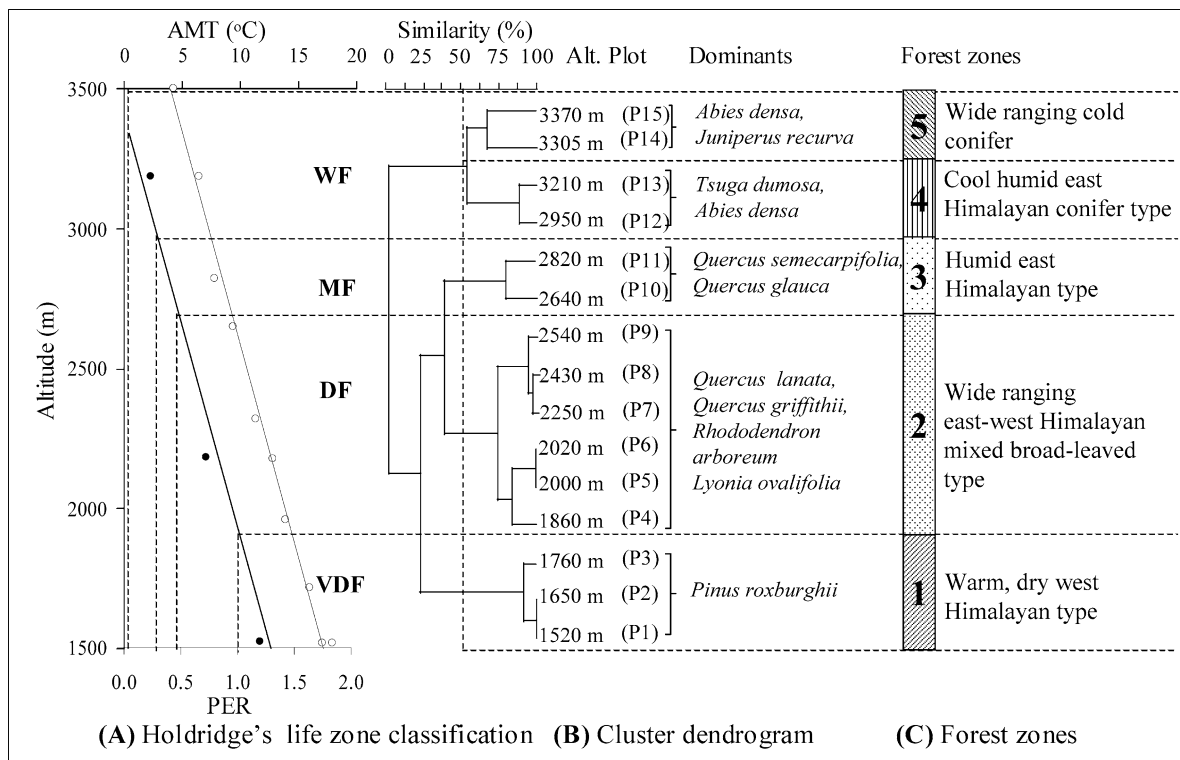 AMT (°C)
0 5 10 15 20
Similarity (%)
0 25 50 75 100
Alt. Plot
Dominants
Forest zones
3500
3000
2500
2000
1500
Altitude (m)
0.0 0.5 1.0 1.5 2.0
PER
WF
MF
DF
VDF
3370 m (P15)
3305 m (P14)
3210 m (P13)
2950 m (P12)
2820 m (P11)
2640 m (P10)
2540 m (P9)
2430 m (P8)
2250 m (P7)
2020 m (P6)
2000 m (P5)
1860 m (P4)
1760 m (P3)
1650 m (P2)
1520 m (P1)
Abies densa,
Juniperus recurva
Tsuga dumosa,
Abies densa
Quercus semecarpifolia,
Quercus glauca
Quercus lanata,
Quercus griffithii,
Rhododendron
arboreum
Lyonia ovalifolia
Pinus roxburghii
5
Wide ranging cold
conifer
4
Cool humid east
Himalayan conifer type
3
Humid east
Himalayan type
2
Wide ranging
east-west Himalayan
mixed broad-leaved
type
1
Warm, dry west
Himalayan type
(A) Holdridge's life zone classification
(B) Cluster dendrogram
(C) Forest zones